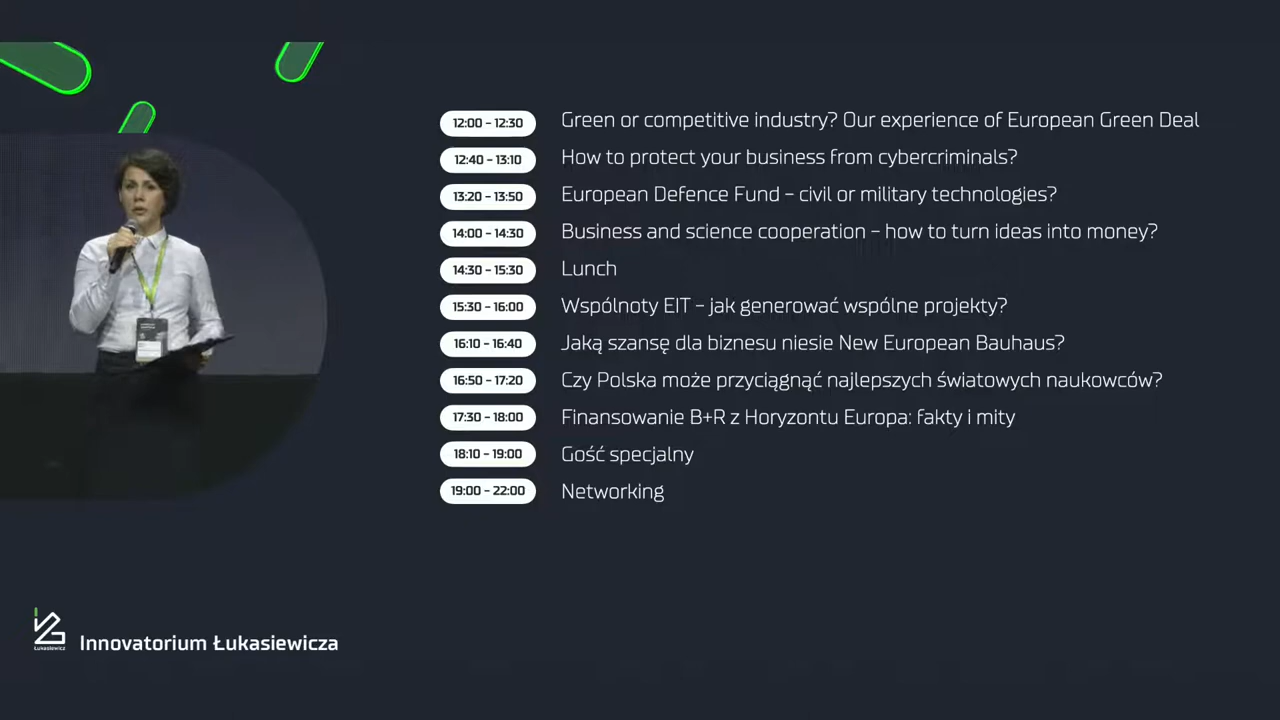 12:00 – 12:30 Green or competitive industry? Our experience of European Green Deal
12:40 – 13:10 How to protect your business from cybercriminals?
13:20 – 13:50 European Defence Fund – civil or military technologies?
14:00 – 14:30 Business and science cooperation – how to turn ideas into money?
14:30 – 15:30 Lunch
15:30 – 16:00 Wspólnoty EIT – jak generować wspólne projekty?
16:10 – 16:40 Jaką szansę dla biznesu niesie New European Bauhaus?
16:50 – 17:20 Czy Polska może przyciągnąć najlepszych światowych naukowców?
17:30 – 18:00 Finansowanie B+R z Horyzontu Europa: fakty i mity
18:10 – 19:00 Gość specjalny
19:00 – 22:00 Networking
Łukasiewicz
Innovatorium Łukasiewicza